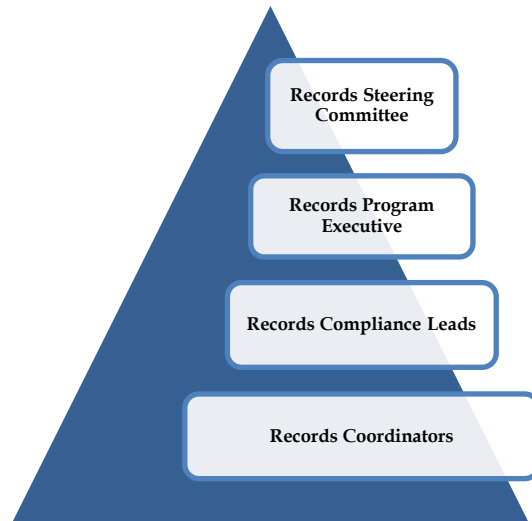 Records Steering
Committee
Records Program
Executive
Records Compliance Leads
Records Coordinators